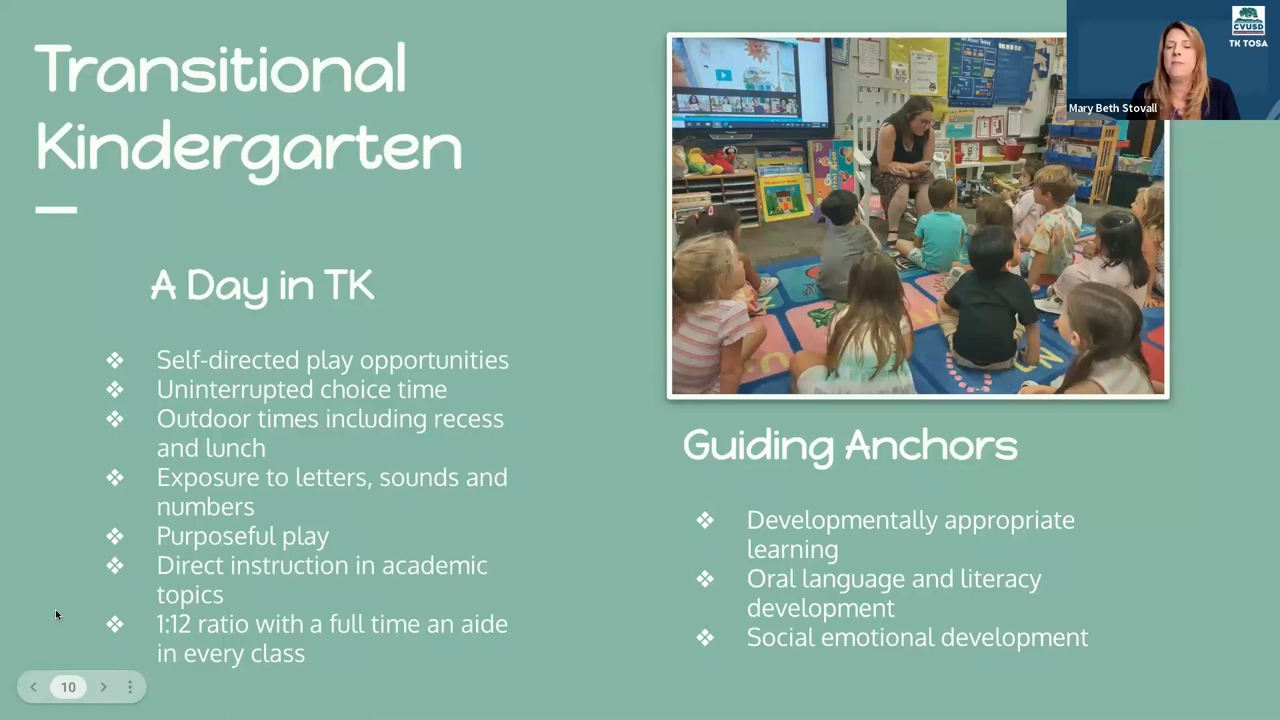 Transitional
Kindergarten
A Day in TK
❖ Self-directed play opportunities
❖ Uninterrupted choice time
❖ Outdoor times including recess
and lunch
❖ Exposure to letters, sounds and
numbers
❖ Purposeful play
❖ Direct instruction in academic
topics
❖ 1:12 ratio with a full time an aide
in every class
Guiding Anchors
❖ Developmentally appropriate
learning
❖ Oral language and literacy
development
❖ Social emotional development
CVUSD
TK TOSA
Mary Beth Stovall
10